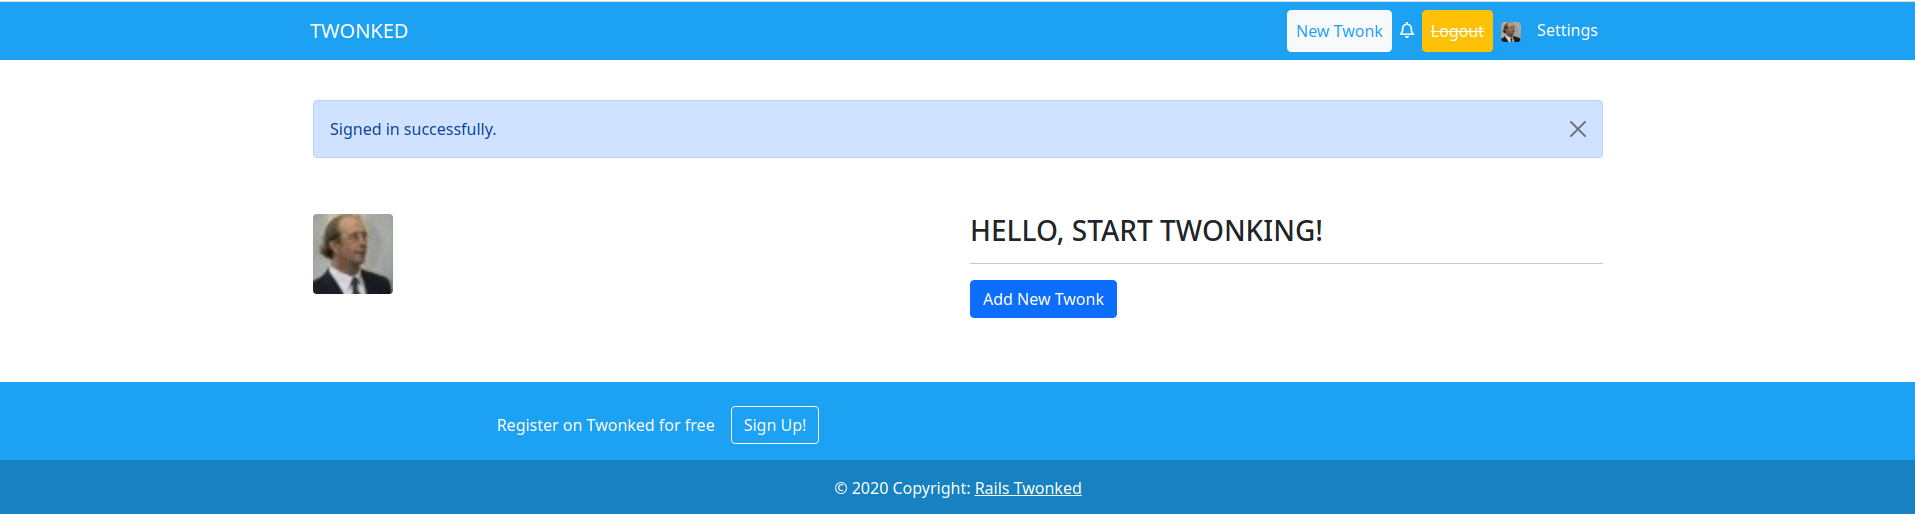 TWONKED New Twonk Logout Settings
Signed in successfully.
HELLO, START TWONKING!
Add New Twonk
Register on Twonked for free Sign Up!
© 2020 Copyright: Rails Twonked